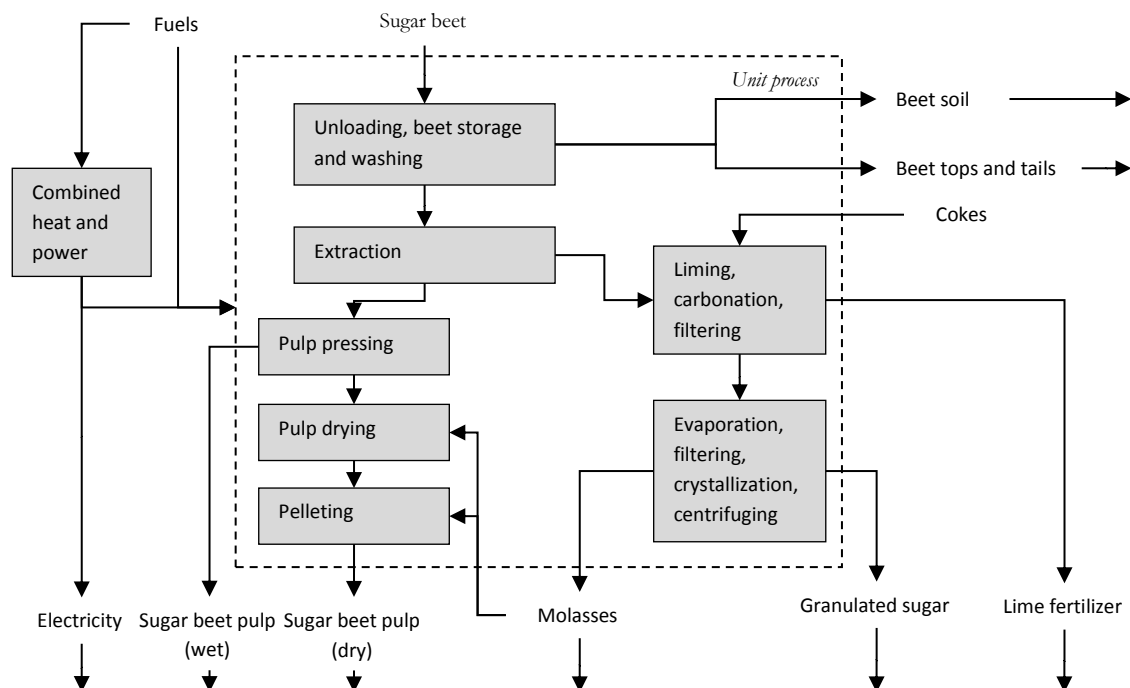 Fuels
Sugar beet
Unit process
Unloading, beet storage
and washing
Beet soil
Beet tops and tails
Combined
heat and
power
Cokes
Extraction
Liming,
carbonation,
filtering
Pulp pressing
Pulp drying
Evaporation,
filtering,
crystallization,
centrifuging
Pelleting
Electricity
Sugar beet pulp
(wet)
Sugar beet pulp
(dry)
Molasses
Granulated sugar
Lime fertilizer